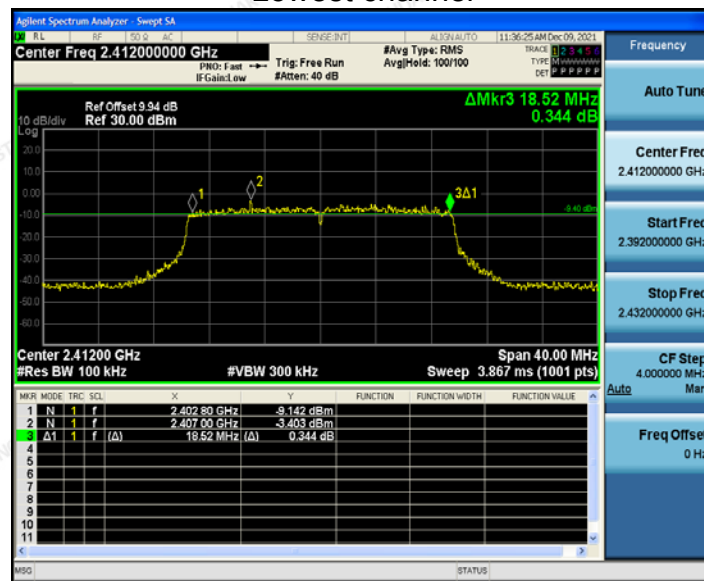 Lowest channel
Agilent Spectrum Analyzer - Swept SA
RL RF 50 Ω AC SENSE:INT ALIGN AUTO 11:36:25 AM Dec 09, 2021
Center Freq 2.412000000 GHz
PNO: Fast
IFGain:Low
Trig: Free Run
#Atten: 40 dB
#Avg Type: RMS
Avg|Hold: 100/100
TRACE 1 2 3 4 5 6
TYPE M
DET P P P P P P
Ref Offset 9.94 dB
Ref 30.00 dBm
10 dB/div
Log
ΔMkr3 18.52 MHz
0.344 dB
20.0
10.0
0.00
-10.0
-20.0
-30.0
-40.0
-50.0
-60.0
1
2
3Δ1
-9.40 dBm
Center 2.41200 GHz Span 40.00 MHz
#Res BW 100 kHz #VBW 300 kHz Sweep 3.867 ms (1001 pts)
MKR MODE TRC SCL X Y FUNCTION FUNCTION WIDTH FUNCTION VALUE
1 N 1 f 2.402 80 GHz -9.142 dBm
2 N 1 f 2.407 00 GHz -3.403 dBm
3 Δ1 1 f (Δ) 18.52 MHz (Δ) 0.344 dB
4
5
6
7
8
9
10
11
MSG STATUS
Frequency
Auto Tune
Center Freq
2.412000000 GHz
Start Freq
2.392000000 GHz
Stop Freq
2.432000000 GHz
CF Step
4.000000 MHz
Auto Man
Freq Offset
0 Hz